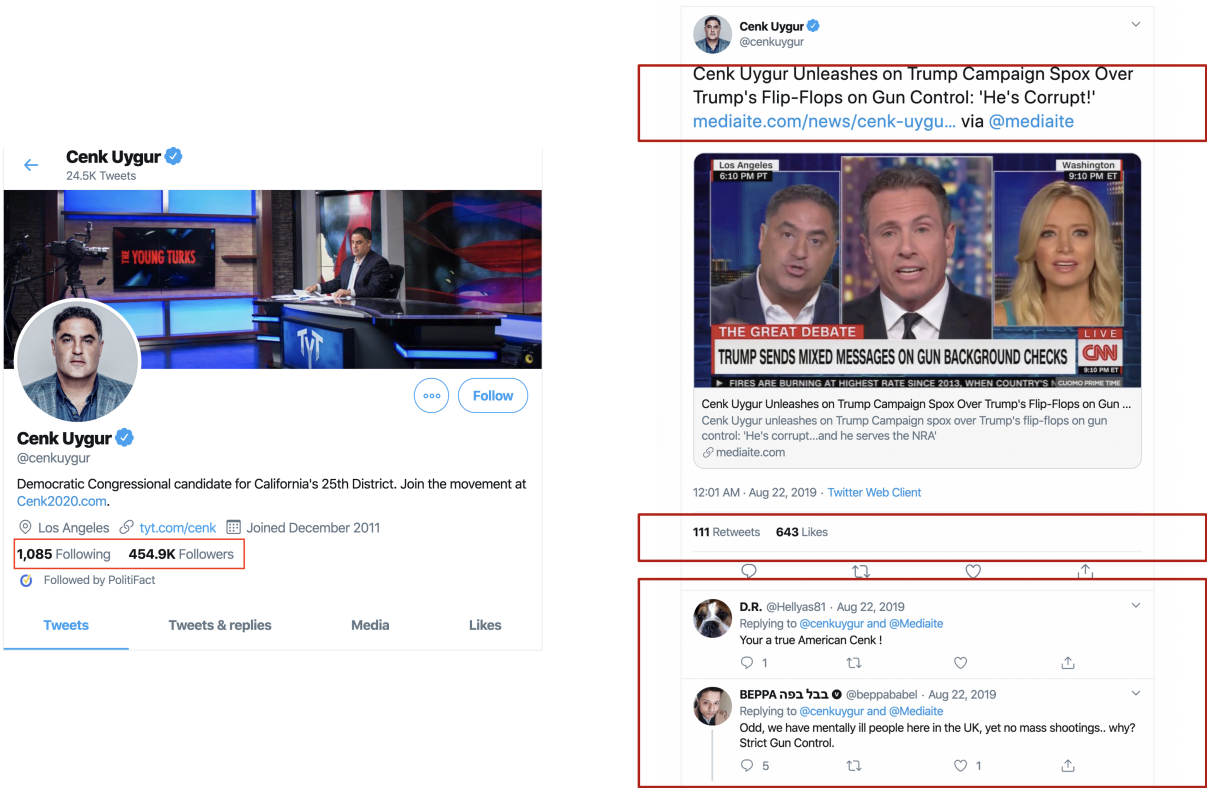 Cenk Uygur
24.5K Tweets
THE YOUNG TURKS
TYT
Follow
Cenk Uygur
@cenkuygur
Democratic Congressional candidate for California's 25th District. Join the movement at
Cenk2020.com.
Los Angeles tyt.com/cenk Joined December 2011
1,085 Following 454.9K Followers
Followed by PolitiFact
Tweets Tweets & replies Media Likes
Cenk Uygur
@cenkuygur
Cenk Uygur Unleashes on Trump Campaign Spox Over
Trump's Flip-Flops on Gun Control: 'He's Corrupt!'
mediaite.com/news/cenk-uygu... via @mediaite
Los Angeles
6:10 PM PT
Washington
9:10 PM ET
THE GREAT DEBATE
LIVE
TRUMP SENDS MIXED MESSAGES ON GUN BACKGROUND CHECKS
CNN
9:10 PM ET
FIRES ARE BURNING AT HIGHEST RATE SINCE 2013, WHEN COUNTRY'S N
CUOMO PRIME TIME
Cenk Uygur Unleashes on Trump Campaign Spox Over Trump's Flip-Flops on Gun ...
Cenk Uygur unleashes on Trump Campaign spox over Trump's flip-flops on gun
control: 'He's corrupt...and he serves the NRA'
mediaite.com
12:01 AM · Aug 22, 2019 · Twitter Web Client
111 Retweets 643 Likes
D.R. @Hellyas81 · Aug 22, 2019
Replying to @cenkuygur and @Mediaite
Your a true American Cenk !
1
BEPPA בבל בפה V @beppababel · Aug 22, 2019
Replying to @cenkuygur and @Mediaite
Odd, we have mentally ill people here in the UK, yet no mass shootings.. why?
Strict Gun Control.
5 1